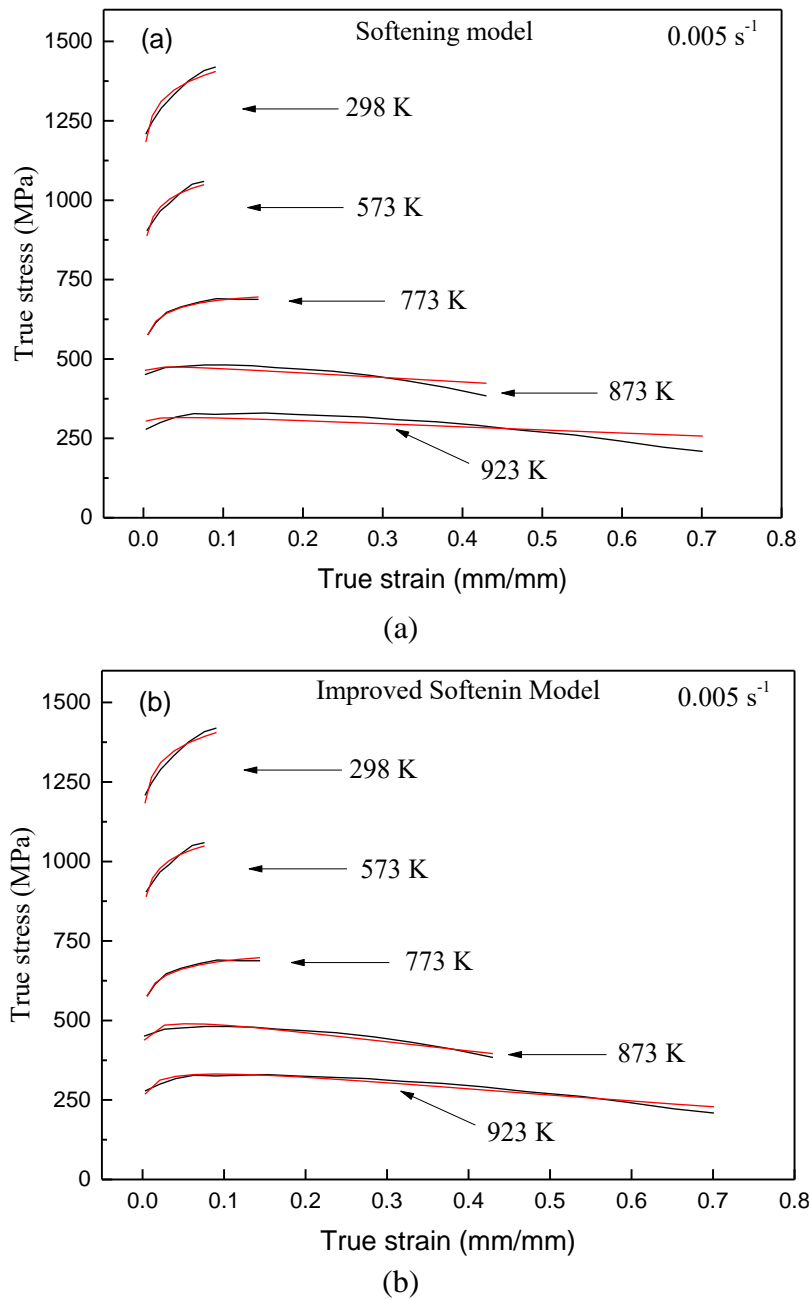 (a) Softening model 0.005 s⁻¹
1500
298 K
1250
573 K
1000
773 K
750
500
873 K
250
923 K
0
0.0 0.1 0.2 0.3 0.4 0.5 0.6 0.7 0.8
True stress (MPa)
True strain (mm/mm)
(a)
(b) Improved Softenin Model 0.005 s⁻¹
1500
298 K
1250
573 K
1000
773 K
750
500
873 K
250
923 K
0
0.0 0.1 0.2 0.3 0.4 0.5 0.6 0.7 0.8
True stress (MPa)
True strain (mm/mm)
(b)